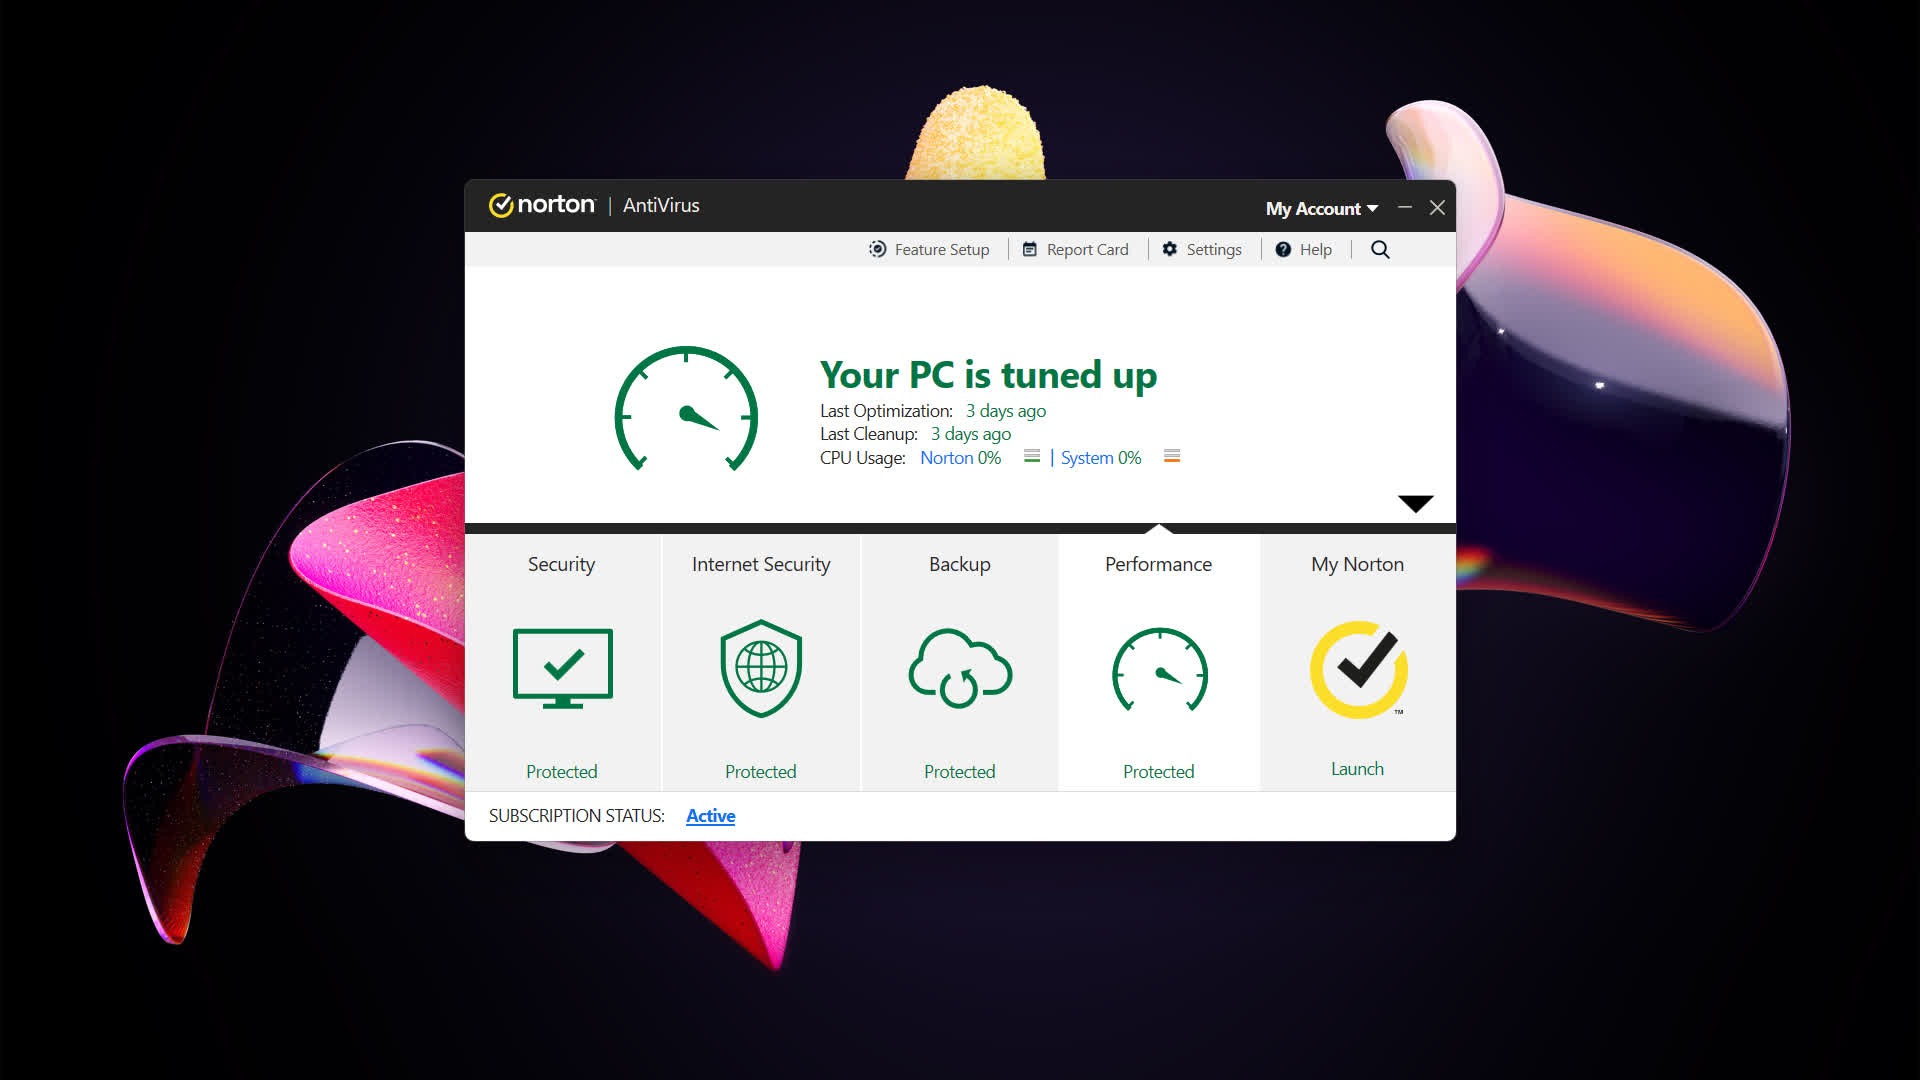 norton | AntiVirus
My Account
Feature Setup | Report Card | Settings | Help |
Your PC is tuned up
Last Optimization: 3 days ago
Last Cleanup: 3 days ago
CPU Usage: Norton 0% | System 0%
Security Internet Security Backup Performance My Norton
TM
Protected Protected Protected Protected Launch
SUBSCRIPTION STATUS: Active